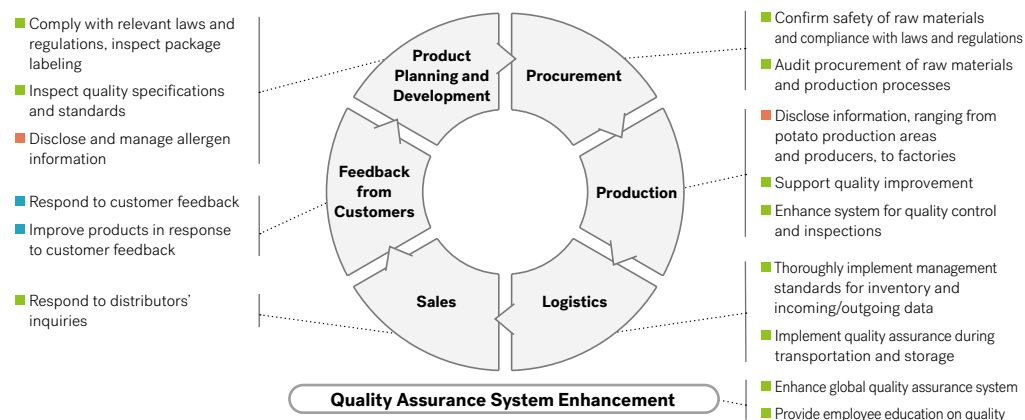 Comply with relevant laws and
regulations, inspect package
labeling
Inspect quality specifications
and standards
Disclose and manage allergen
information
Respond to customer feedback
Improve products in response
to customer feedback
Respond to distributors'
inquiries
Product
Planning and
Development
Procurement
Feedback
from
Customers
Production
Sales
Logistics
Quality Assurance System Enhancement
Confirm safety of raw materials
and compliance with laws and regulations
Audit procurement of raw materials
and production processes
Disclose information, ranging from
potato production areas
and producers, to factories
Support quality improvement
Enhance system for quality control
and inspections
Thoroughly implement management
standards for inventory and
incoming/outgoing data
Implement quality assurance during
transportation and storage
Enhance global quality assurance system
Provide employee education on quality